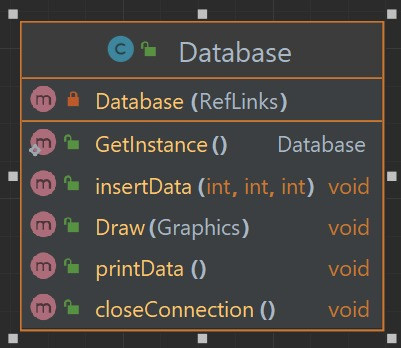 C Database
m Database (RefLinks)
m GetInstance () Database
m insertData (int, int, int) void
m Draw (Graphics) void
m printData () void
m closeConnection () void